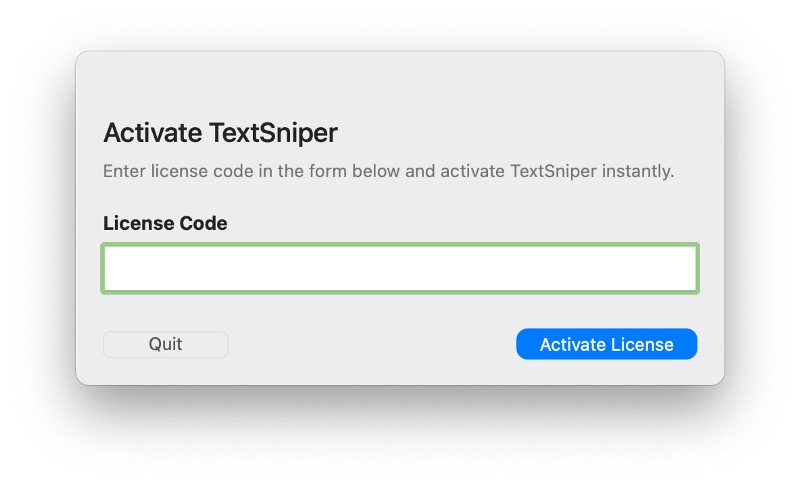 Activate TextSniper
Enter license code in the form below and activate TextSniper instantly.
License Code
Quit
Activate License